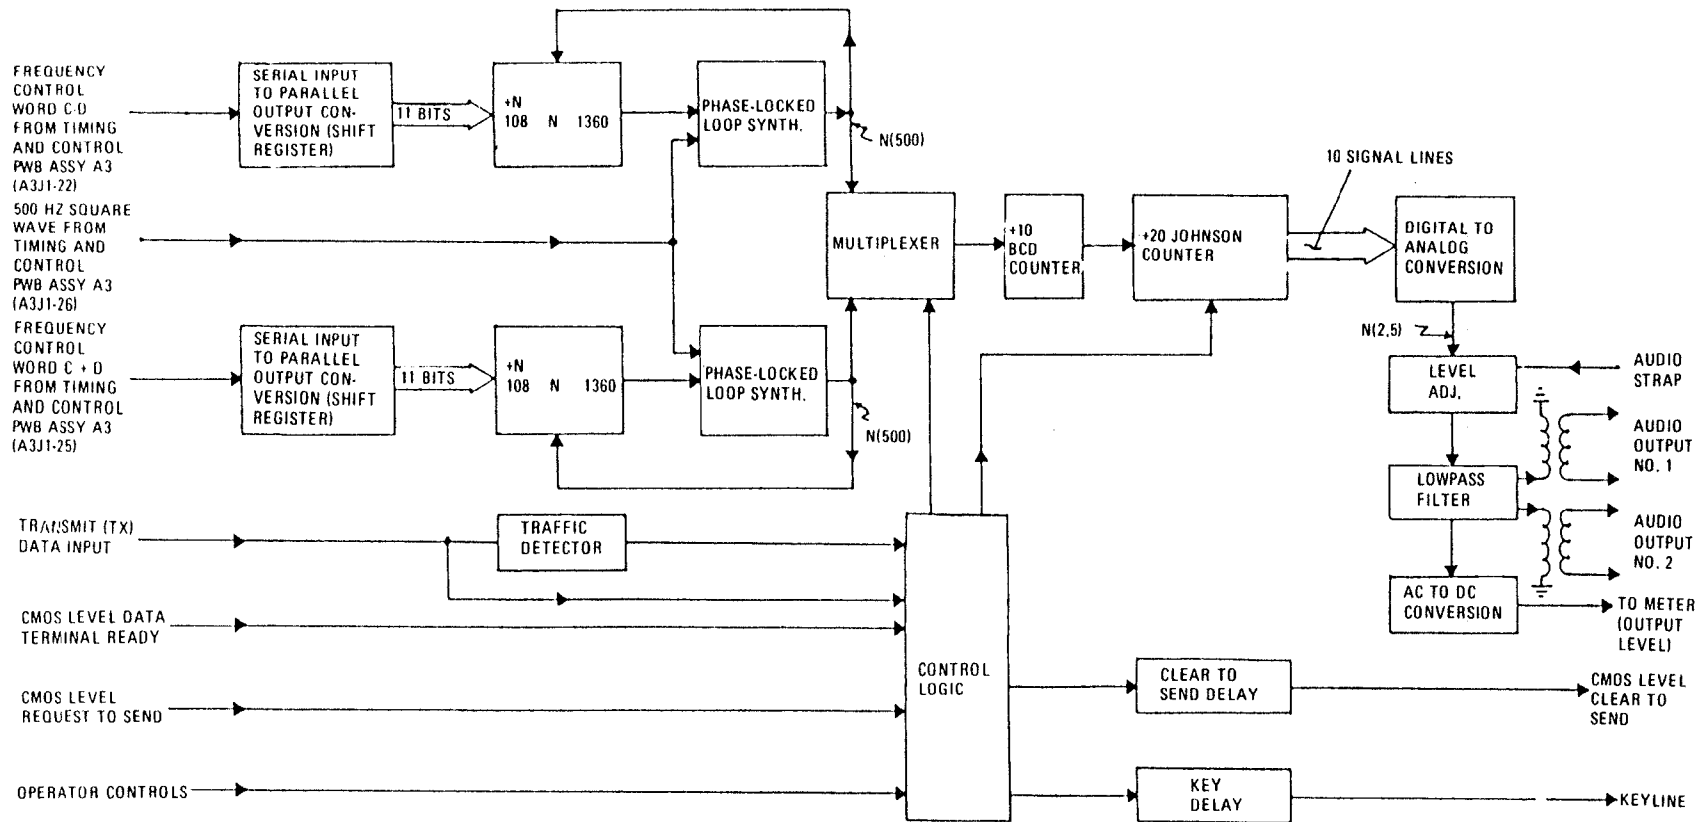 FREQUENCY
CONTROL
WORD C-D
FROM TIMING
AND CONTROL
PWB ASSY A3
(A3J1-22)
SERIAL INPUT
TO PARALLEL
OUTPUT CON-
VERSION (SHIFT
REGISTER)
11 BITS
+N
108 N 1360
PHASE-LOCKED
LOOP SYNTH.
N(500)
500 HZ SQUARE
WAVE FROM
TIMING AND
CONTROL
PWB ASSY A3
(A3J1-26)
MULTIPLEXER
+10
BCD
COUNTER
+20 JOHNSON
COUNTER
10 SIGNAL LINES
DIGITAL TO
ANALOG
CONVERSION
N(2,5)
FREQUENCY
CONTROL
WORD C + D
FROM TIMING
AND CONTROL
PWB ASSY A3
(A3J1-25)
SERIAL INPUT
TO PARALLEL
OUTPUT CON-
VERSION (SHIFT
REGISTER)
11 BITS
+N
108 N 1360
PHASE-LOCKED
LOOP SYNTH.
N(500)
LEVEL
ADJ.
AUDIO
STRAP
AUDIO
OUTPUT
NO. 1
LOWPASS
FILTER
AUDIO
OUTPUT
NO. 2
AC TO DC
CONVERSION
TO METER
(OUTPUT
LEVEL)
TRANSMIT (TX)
DATA INPUT
TRAFFIC
DETECTOR
CMOS LEVEL DATA
TERMINAL READY
CMOS LEVEL
REQUEST TO SEND
OPERATOR CONTROLS
CONTROL
LOGIC
CLEAR TO
SEND DELAY
CMOS LEVEL
CLEAR TO
SEND
KEY
DELAY
KEYLINE